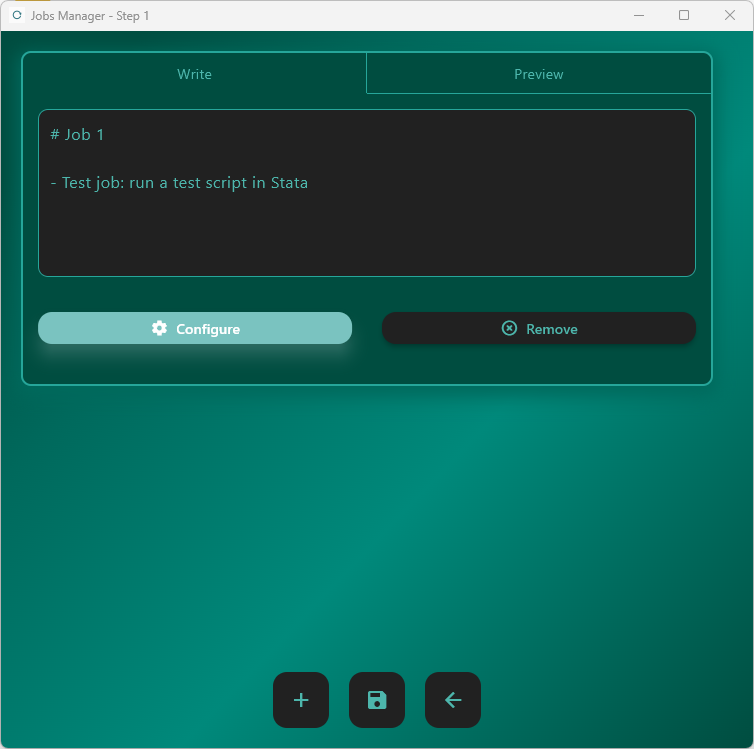 Jobs Manager - Step 1
Write Preview
# Job 1
- Test job: run a test script in Stata
Configure Remove